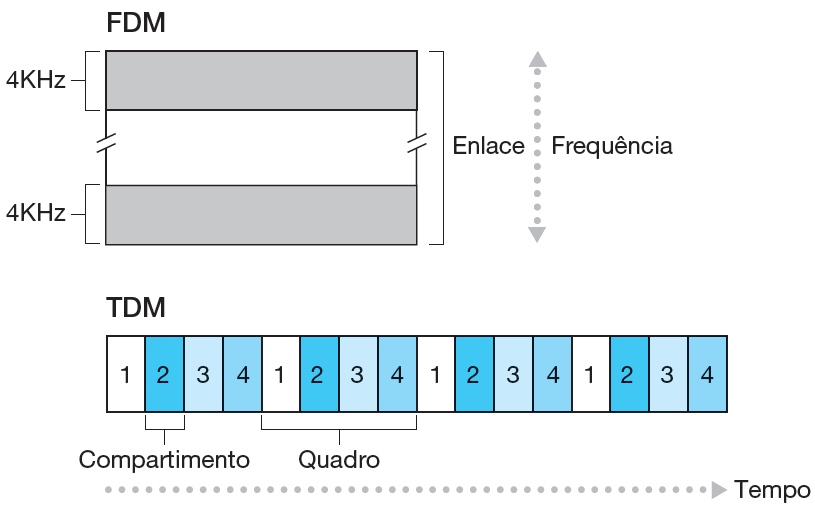 FDM
4KHz
Enlace
Frequência
4KHz
TDM
1 2 3 4 1 2 3 4 1 2 3 4 1 2 3 4
Compartimento
Quadro
Tempo